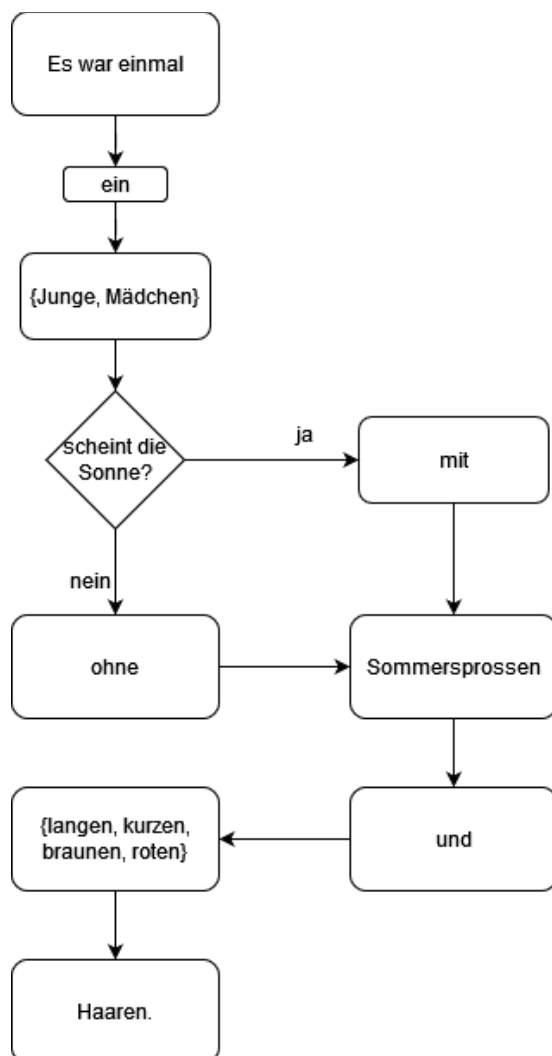 Es war einmal
ein
{Junge, Mädchen}
scheint die
Sonne?
ja
mit
nein
ohne
Sommersprossen
und
{langen, kurzen,
braunen, roten}
Haaren.